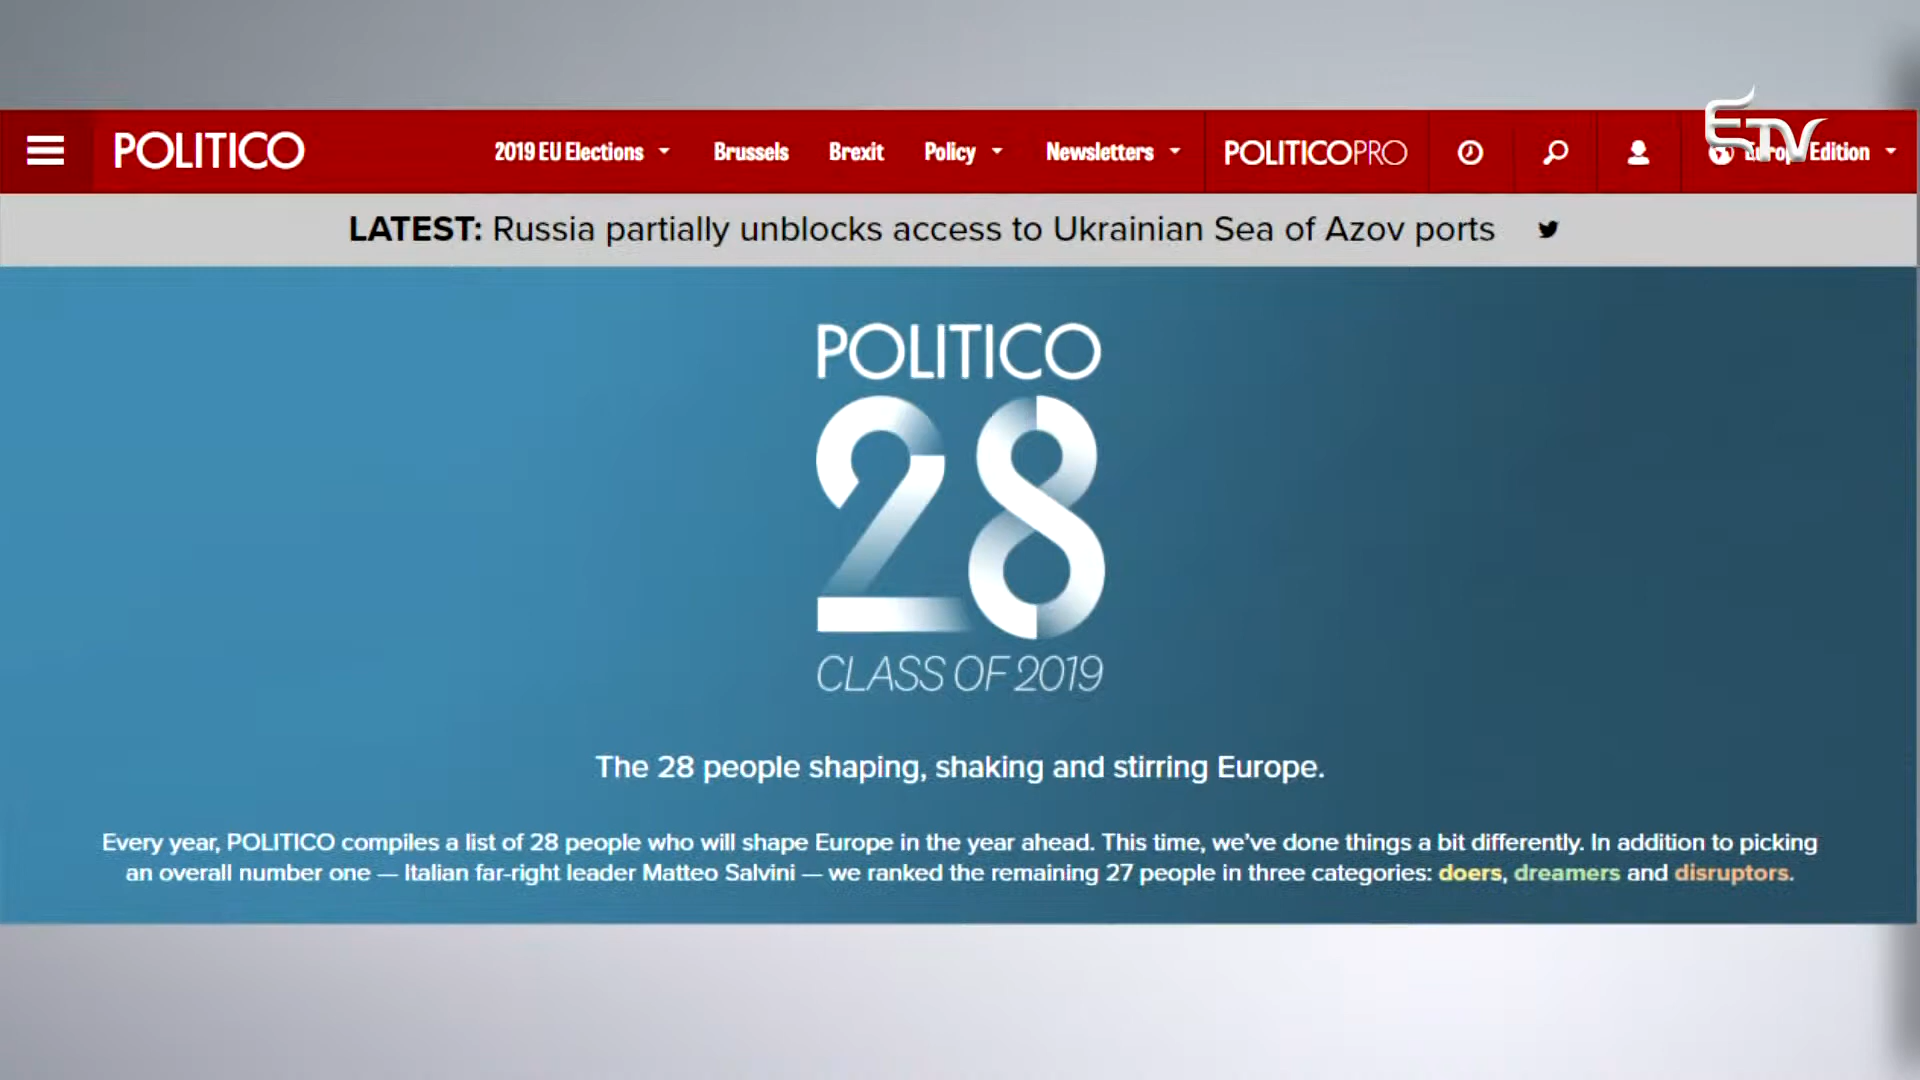 ETV
POLITICO
2019 EU Elections
Brussels
Brexit
Policy
Newsletters
POLITICOPRO
Edition
LATEST: Russia partially unblocks access to Ukrainian Sea of Azov ports
POLITICO
28
CLASS OF 2019
The 28 people shaping, shaking and stirring Europe.
Every year, POLITICO compiles a list of 28 people who will shape Europe in the year ahead. This time, we've done things a bit differently. In addition to picking
an overall number one — Italian far-right leader Matteo Salvini — we ranked the remaining 27 people in three categories: doers, dreamers and disruptors.